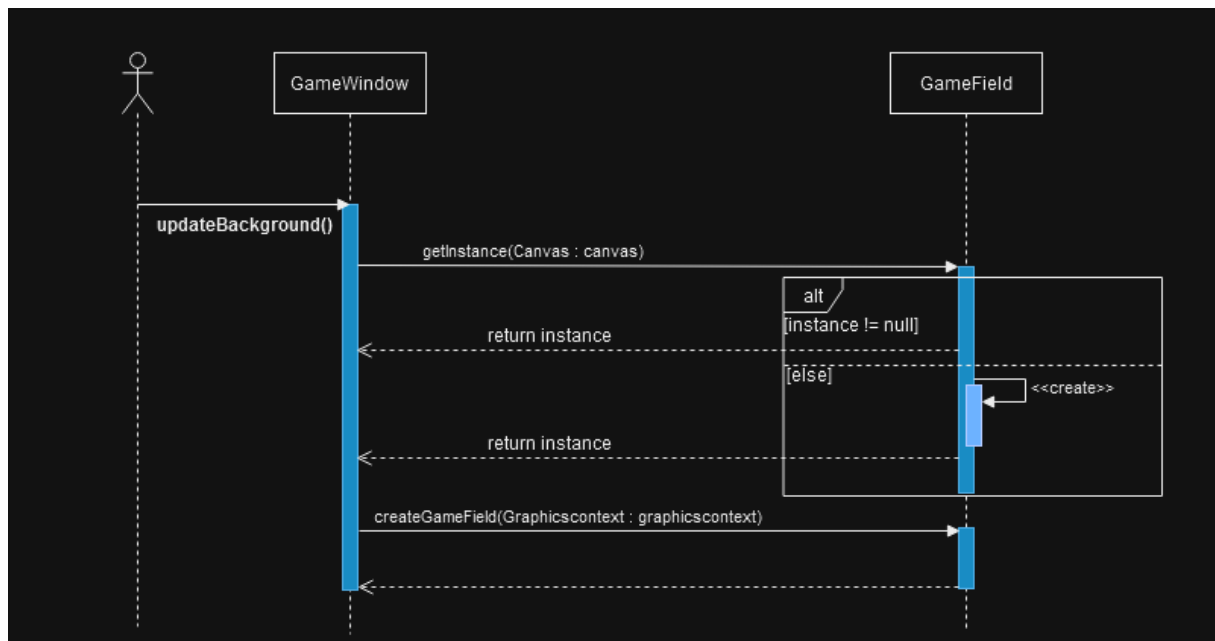 GameWindow
GameField
updateBackground()
getInstance(Canvas : canvas)
alt
[instance != null]
return instance
[else]
<<create>>
return instance
createGameField(Graphicscontext : graphicscontext)